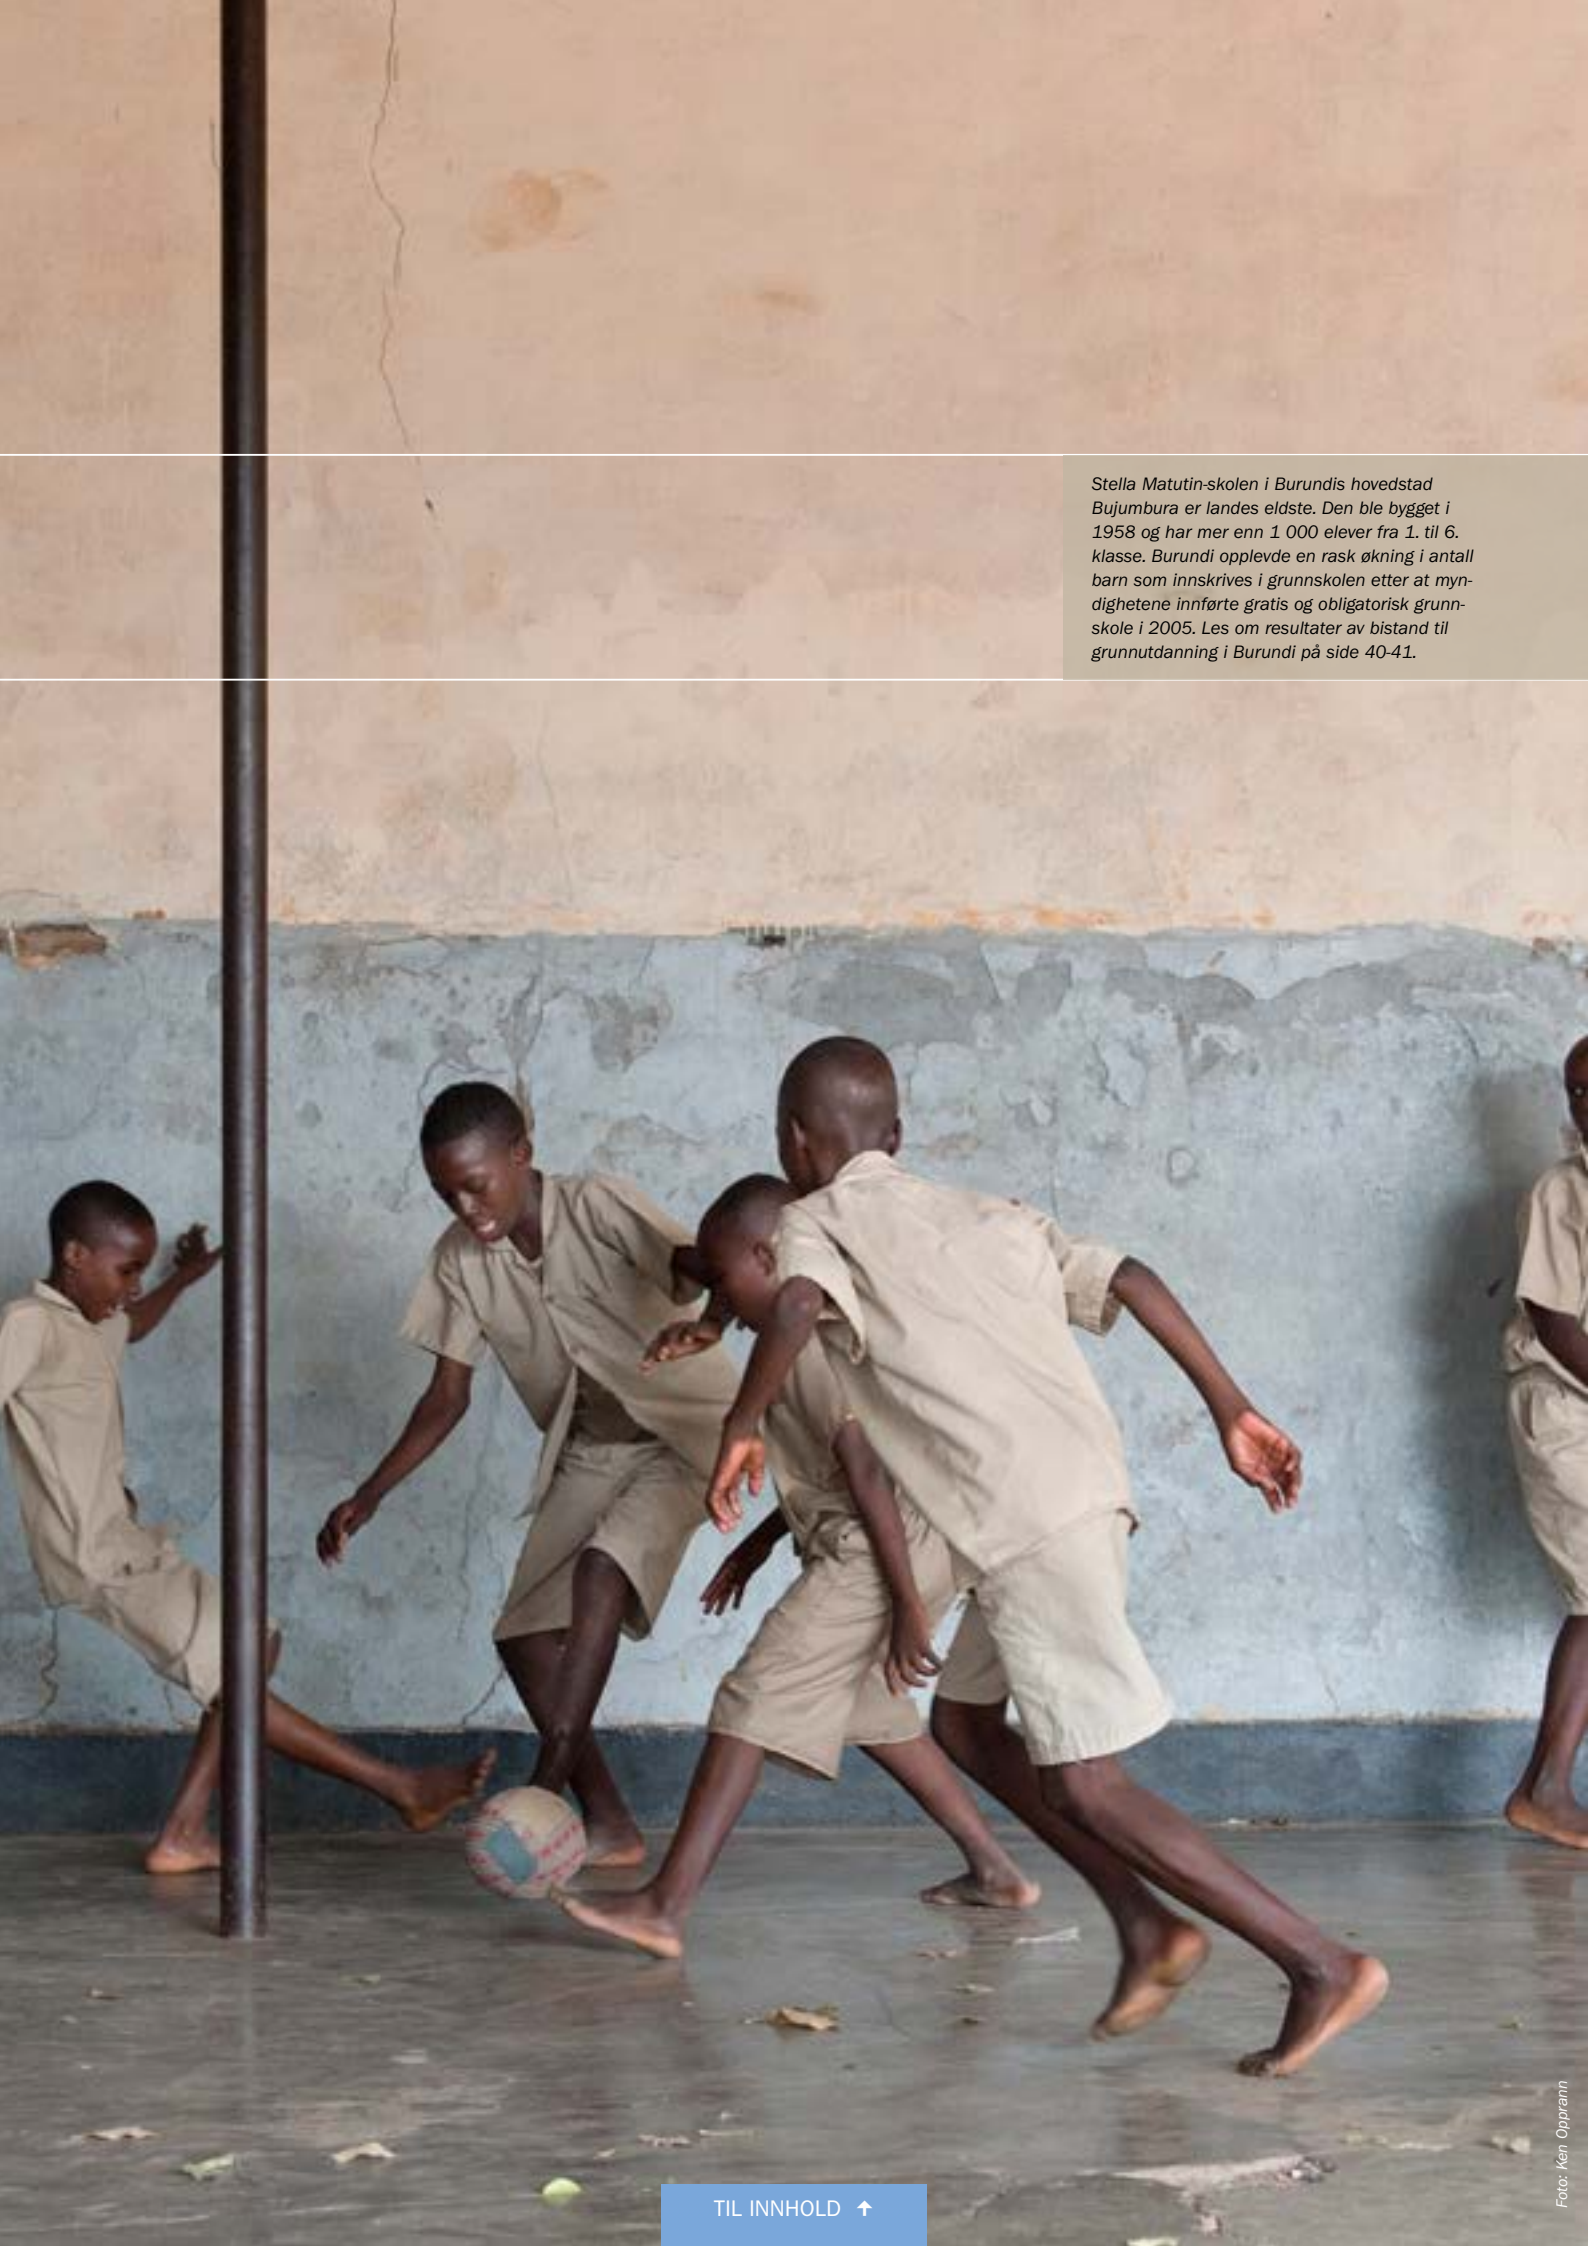 Stella Matutin-skolen i Burundis hovedstad
Bujumbura er landes eldste. Den ble bygget i
1958 og har mer enn 1 000 elever fra 1. til 6.
klasse. Burundi opplevde en rask økning i antall
barn som innskrives i grunnskolen etter at myn-
dighetene innførte gratis og obligatorisk grunn-
skole i 2005. Les om resultater av bistand til
grunnutdanning i Burundi på side 40-41.
Foto: Ken Opprann
TIL INNHOLD